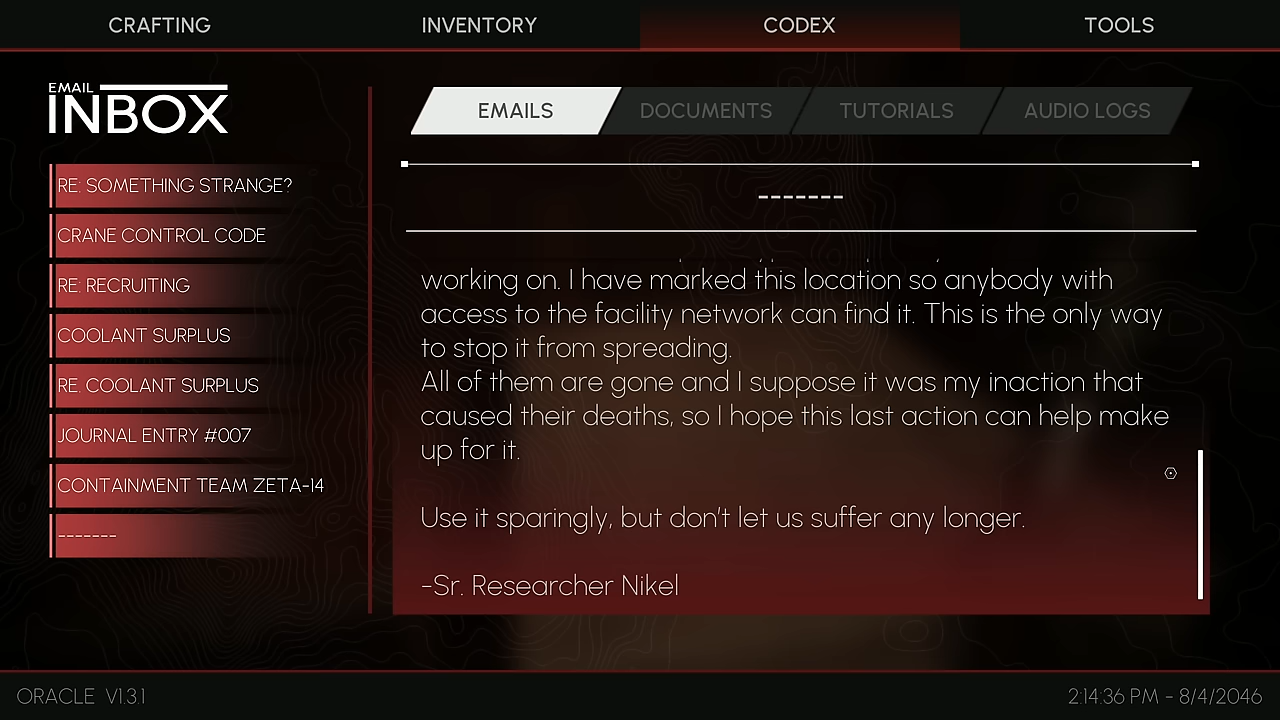 CRAFTING INVENTORY CODEX TOOLS
EMAIL
INBOX
RE: SOMETHING STRANGE?
CRANE CONTROL CODE
RE: RECRUITING
COOLANT SURPLUS
RE: COOLANT SURPLUS
JOURNAL ENTRY #007
CONTAINMENT TEAM ZETA-14
-------
EMAILS DOCUMENTS TUTORIALS AUDIO LOGS
-------
working on. I have marked this location so anybody with
access to the facility network can find it. This is the only way
to stop it from spreading.
All of them are gone and I suppose it was my inaction that
caused their deaths, so I hope this last action can help make
up for it.
Use it sparingly, but don't let us suffer any longer.
-Sr. Researcher Nikel
ORACLE V1.3.1
2:14:36 PM - 8/4/2046